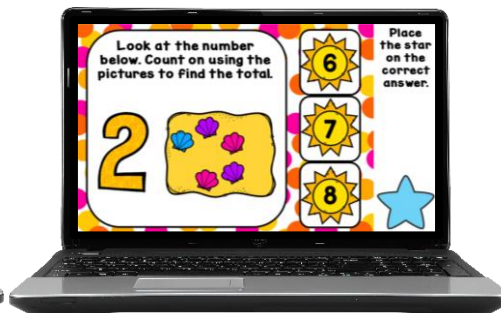 Look at the number
below. Count on using the
pictures to find the total.
2
6
7
8
Place
the star
on the
correct
answer.